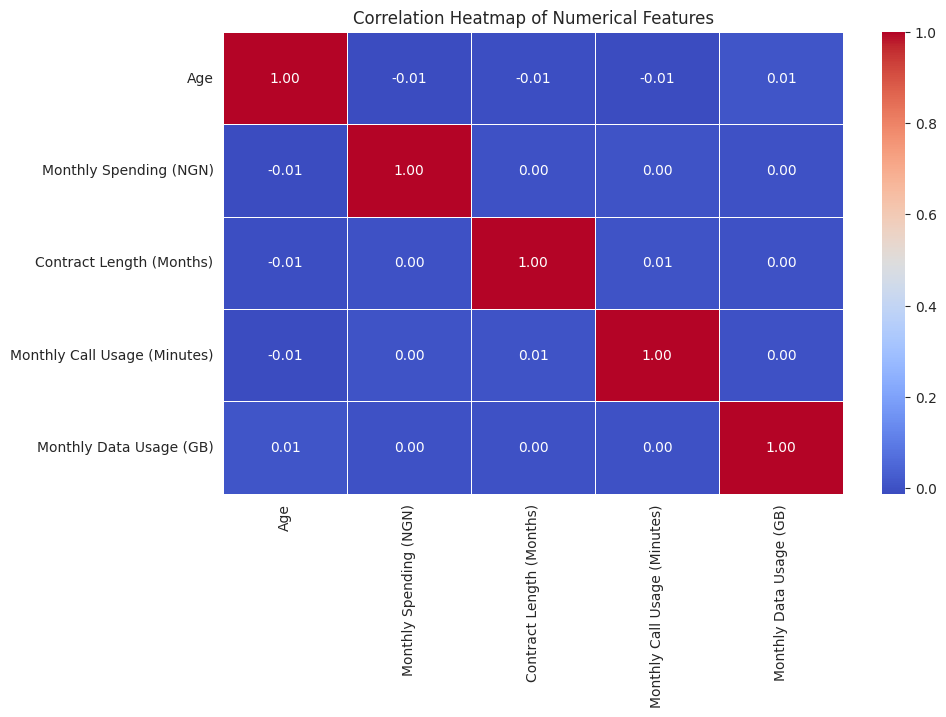 Correlation Heatmap of Numerical Features
Age 1.00 -0.01 -0.01 -0.01 0.01
Monthly Spending (NGN) -0.01 1.00 0.00 0.00 0.00
Contract Length (Months) -0.01 0.00 1.00 0.01 0.00
Monthly Call Usage (Minutes) -0.01 0.00 0.01 1.00 0.00
Monthly Data Usage (GB) 0.01 0.00 0.00 0.00 1.00
Age
Monthly Spending (NGN)
Contract Length (Months)
Monthly Call Usage (Minutes)
Monthly Data Usage (GB)
1.0
0.8
0.6
0.4
0.2
0.0